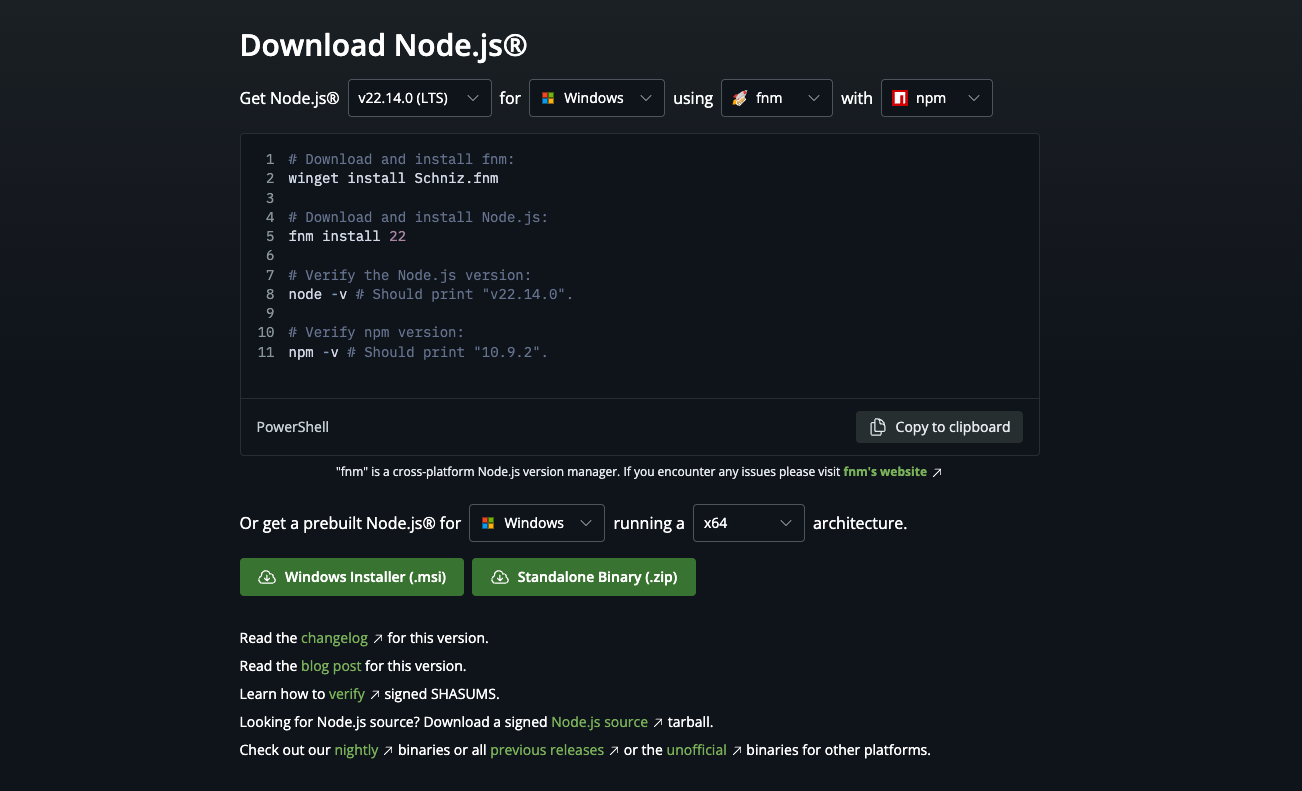 Download Node.js®
Get Node.js® v22.14.0 (LTS) for Windows using fnm with npm
1 # Download and install fnm:
2 winget install Schniz.fnm
3
4 # Download and install Node.js:
5 fnm install 22
6
7 # Verify the Node.js version:
8 node -v # Should print "v22.14.0".
9
10 # Verify npm version:
11 npm -v # Should print "10.9.2".
PowerShell Copy to clipboard
"fnm" is a cross-platform Node.js version manager. If you encounter any issues please visit fnm's website ↗
Or get a prebuilt Node.js® for Windows running a x64 architecture.
Windows Installer (.msi) Standalone Binary (.zip)
Read the changelog ↗ for this version.
Read the blog post for this version.
Learn how to verify ↗ signed SHASUMS.
Looking for Node.js source? Download a signed Node.js source ↗ tarball.
Check out our nightly ↗ binaries or all previous releases ↗ or the unofficial ↗ binaries for other platforms.